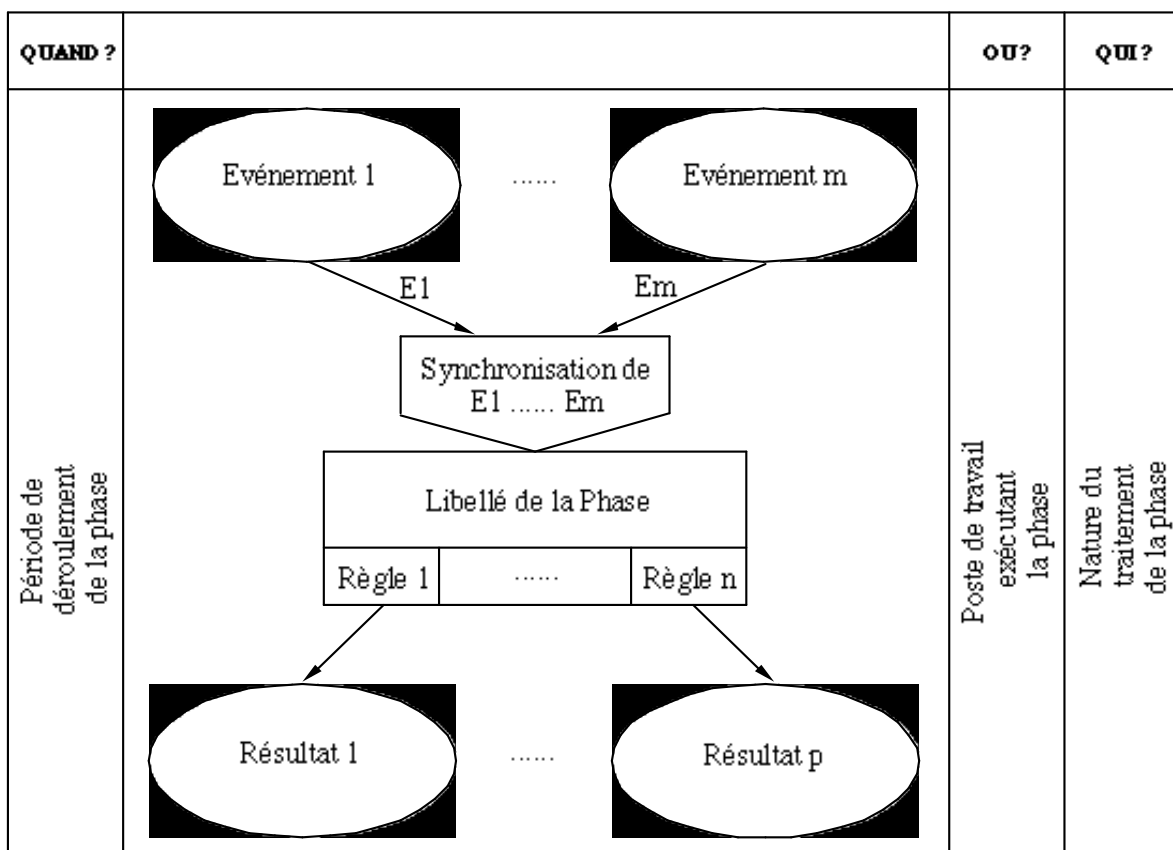 QUAND ?
OU?
QUI?
Evénement 1
......
Evénement m
E1
Em
Synchronisation de
E1 ...... Em
Libellé de la Phase
Règle 1
......
Règle n
Résultat 1
......
Résultat p
Période de
déroulement
de la phase
Poste de travail
exécutant
la phase
Nature du
traitement
de la phase